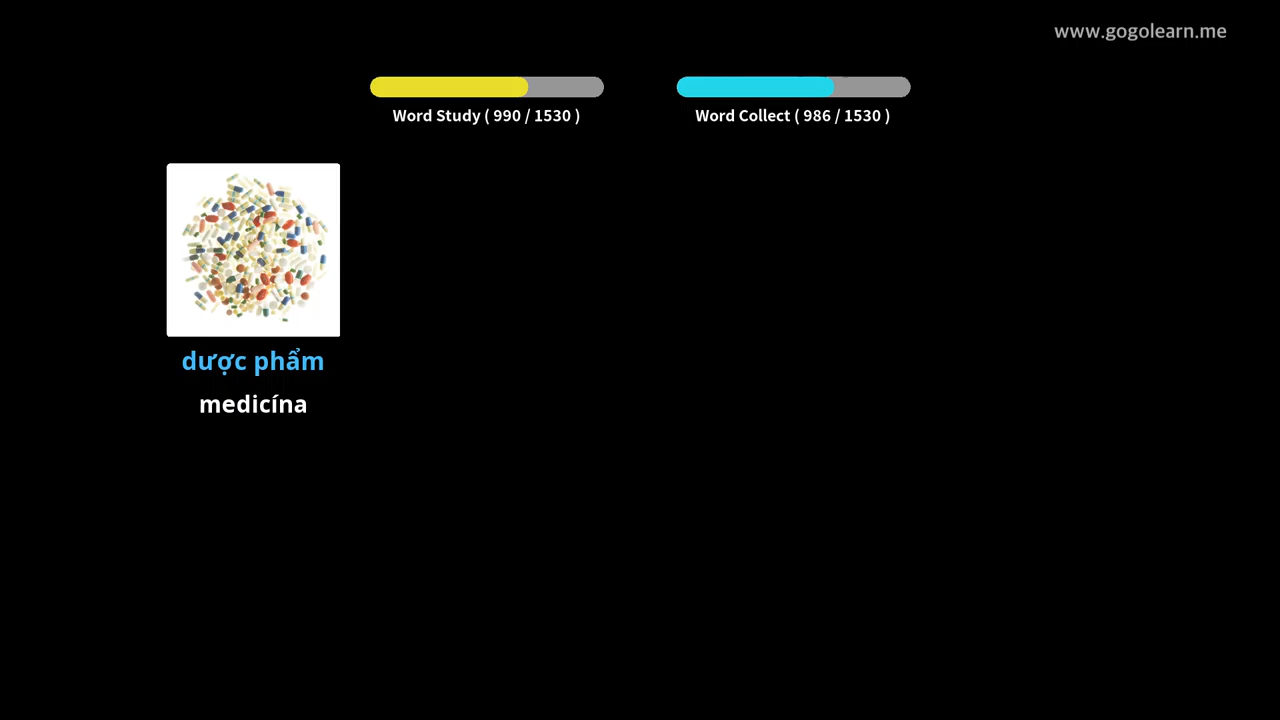 www.gogolearn.me
Word Study ( 990 / 1530 )
Word Collect ( 986 / 1530 )
dược phẩm
medicína